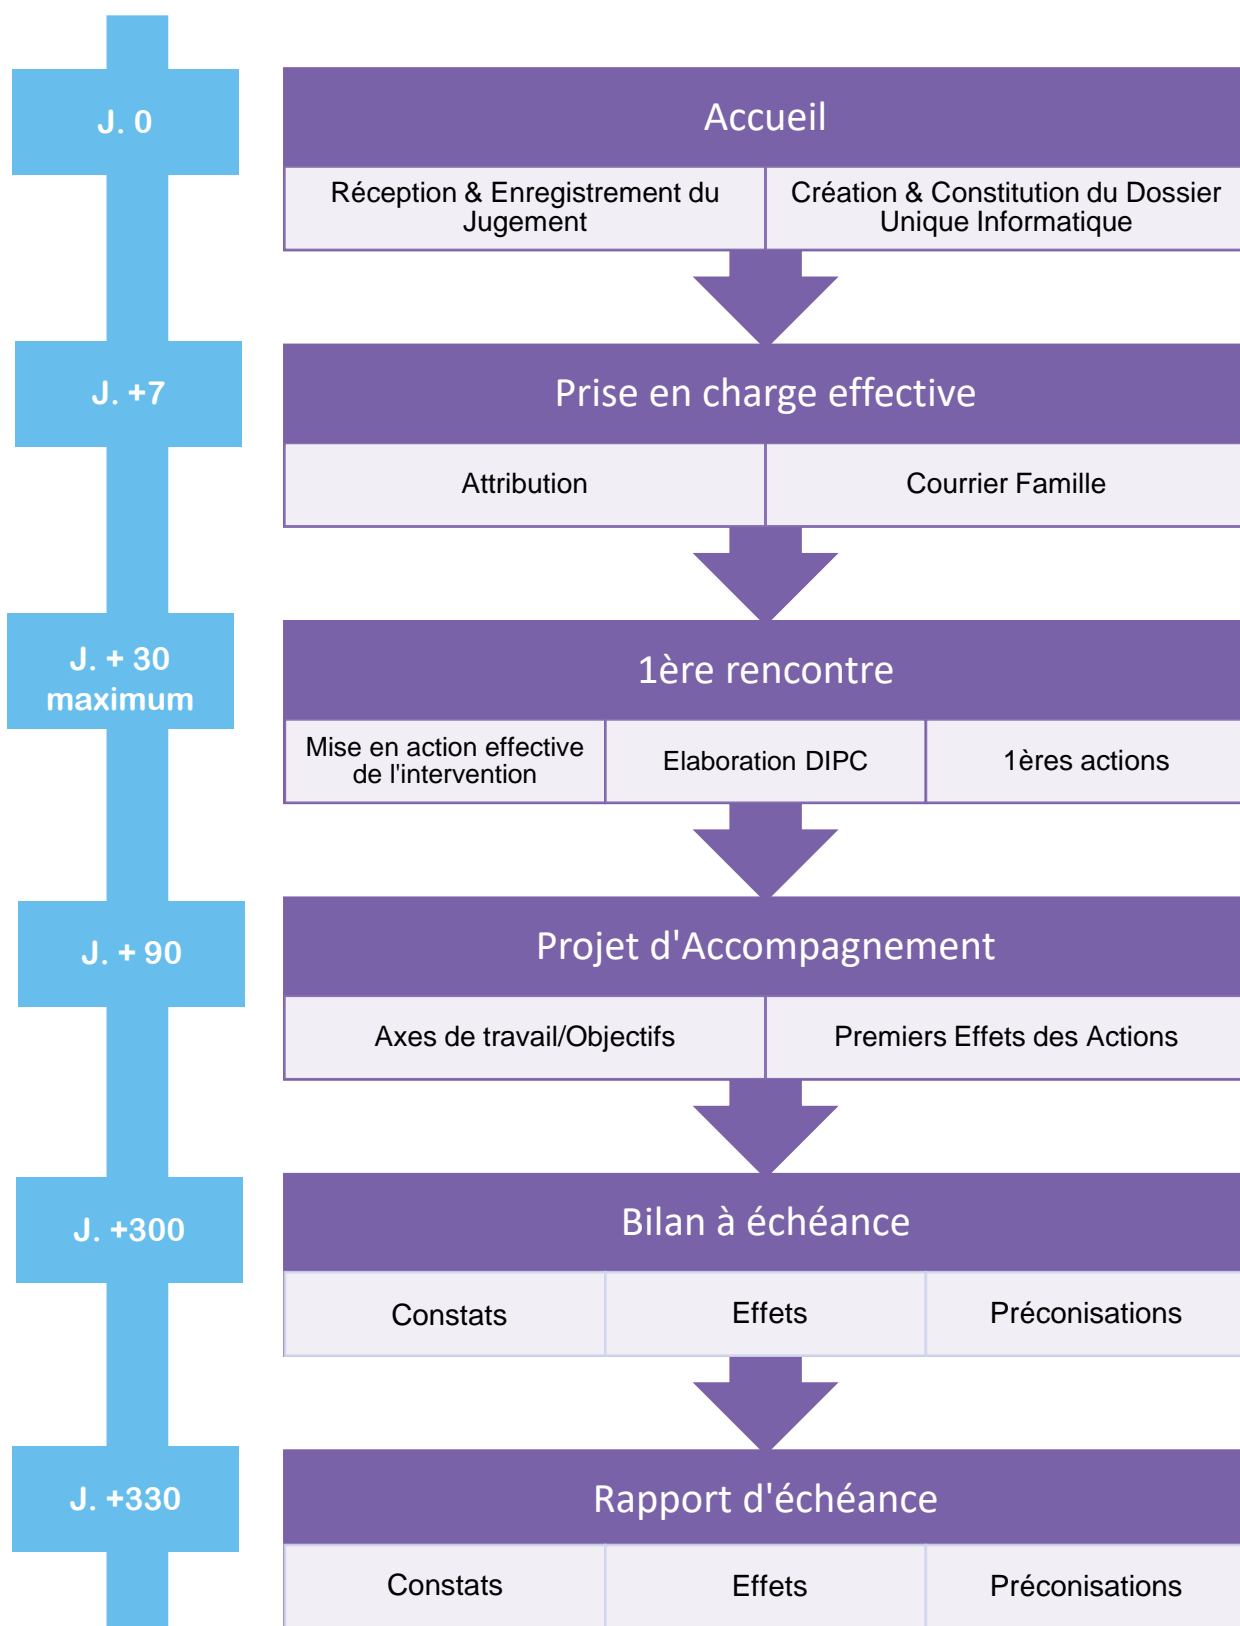 J. 0
Accueil
Réception & Enregistrement du
Jugement
Création & Constitution du Dossier
Unique Informatique
J. +7
Prise en charge effective
Attribution
Courrier Famille
J. + 30
maximum
1ère rencontre
Mise en action effective
de l'intervention
Elaboration DIPC
1ères actions
J. + 90
Projet d'Accompagnement
Axes de travail/Objectifs
Premiers Effets des Actions
J. +300
Bilan à échéance
Constats
Effets
Préconisations
J. +330
Rapport d'échéance
Constats
Effets
Préconisations